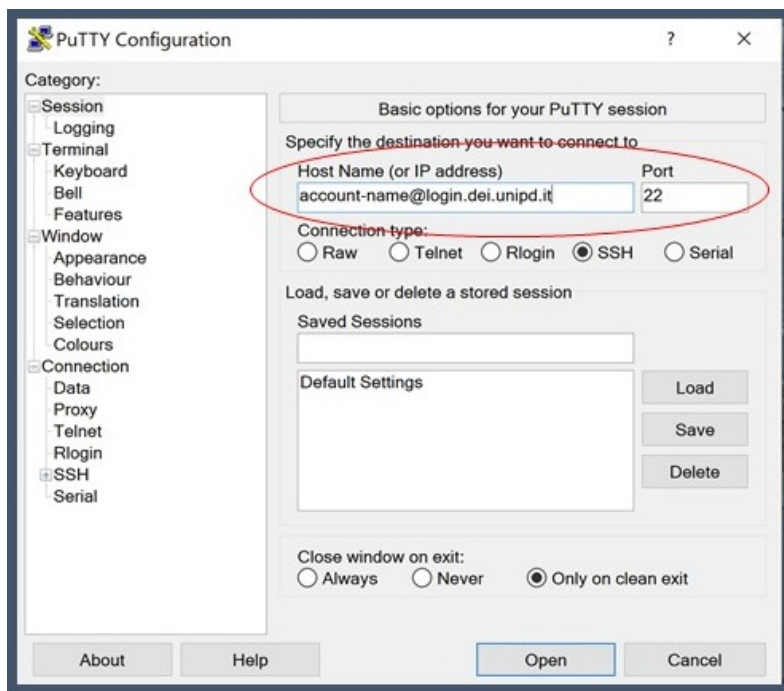 PuTTY Configuration
?
Category:
Session
Logging
Terminal
Keyboard
Bell
Features
Window
Appearance
Behaviour
Translation
Selection
Colours
Connection
Data
Proxy
Telnet
Rlogin
SSH
Serial
Basic options for your PuTTY session
Specify the destination you want to connect to
Host Name (or IP address) Port
account-name@login.dei.unipd.it 22
Connection type:
Raw Telnet Rlogin SSH Serial
Load, save or delete a stored session
Saved Sessions
Default Settings
Load
Save
Delete
Close window on exit:
Always Never Only on clean exit
About Help Open Cancel